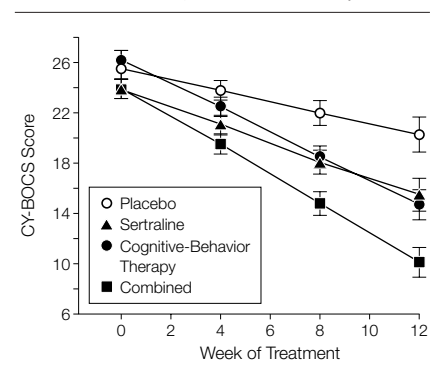 CY-BOCS Score
26
22
18
14
10
6
Placebo
Sertraline
Cognitive-Behavior
Therapy
Combined
0 2 4 6 8 10 12
Week of Treatment